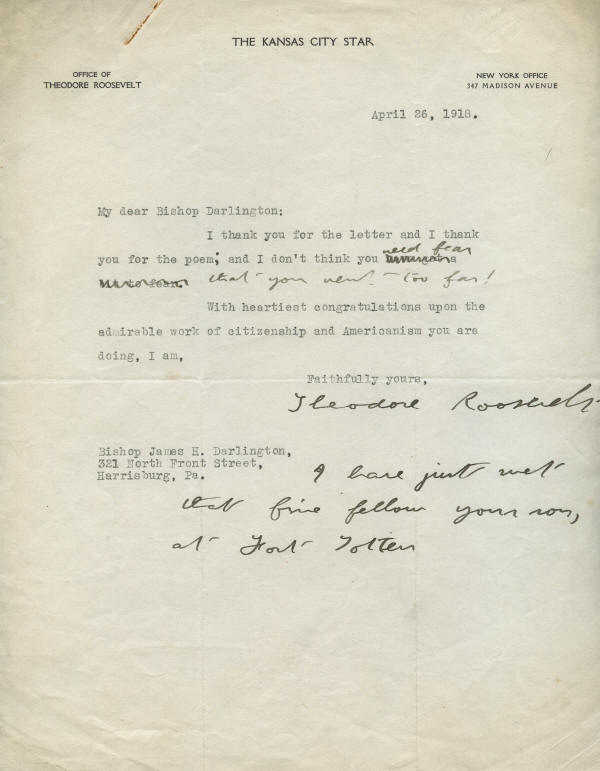 THE KANSAS CITY STAR
OFFICE OF
THEODORE ROOSEVELT
NEW YORK OFFICE
347 MADISON AVENUE
April 26, 1918.
My dear Bishop Darlington:
I thank you for the letter and I thank
need fear
you for the poem; and I don't think you
that you went too far!
With heartiest congratulations upon the
admirable work of citizenship and Americanism you are
doing, I am,
Faithfully yours,
Theodore Roosevelt
Bishop James H. Darlington,
321 North Front Street,
Harrisburg, Pa.
I have just met
that fine fellow your son,
at Fort Totten